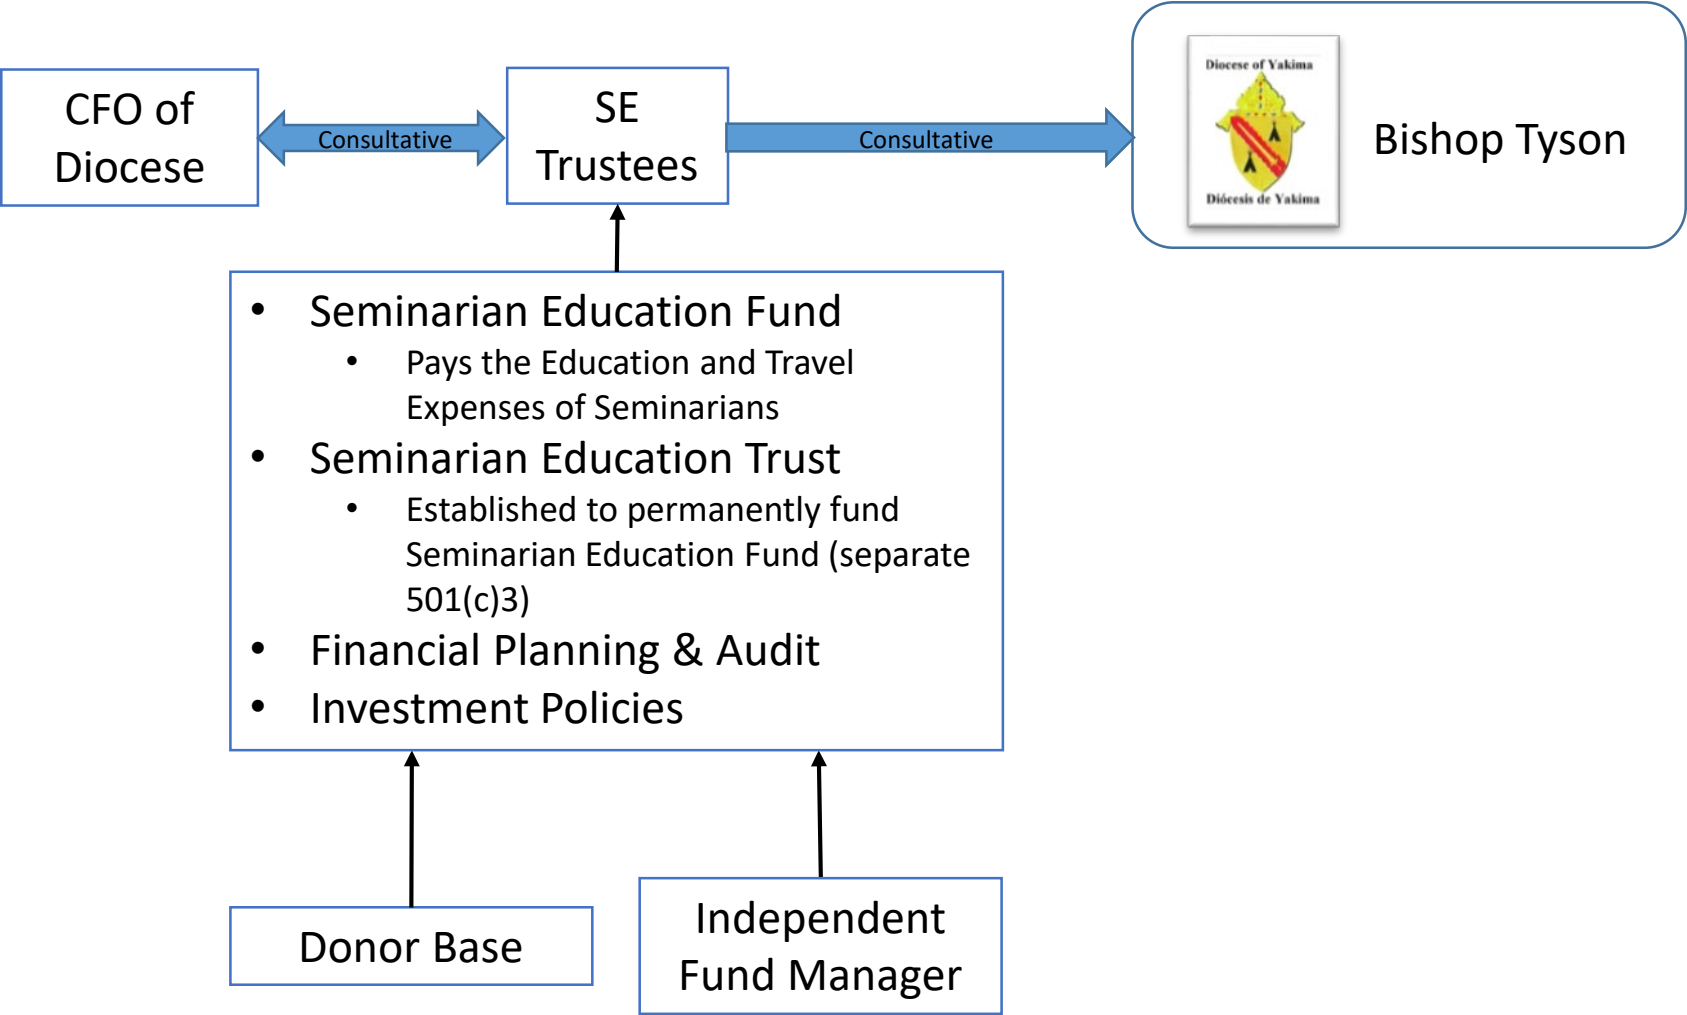 CFO of
Diocese
Consultative
SE
Trustees
Consultative
Diocese of Yakima
Diócesis de Yakima
Bishop Tyson
• Seminarian Education Fund
• Pays the Education and Travel
Expenses of Seminarians
• Seminarian Education Trust
• Established to permanently fund
Seminarian Education Fund (separate
501(c)3)
• Financial Planning & Audit
• Investment Policies
Donor Base
Independent
Fund Manager